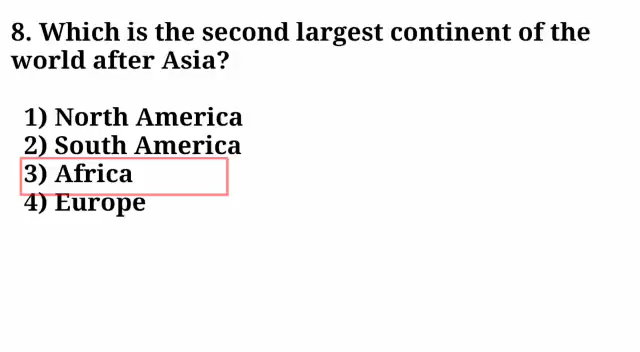 8. Which is the second largest continent of the
world after Asia?
1) North America
2) South America
3) Africa
4) Europe